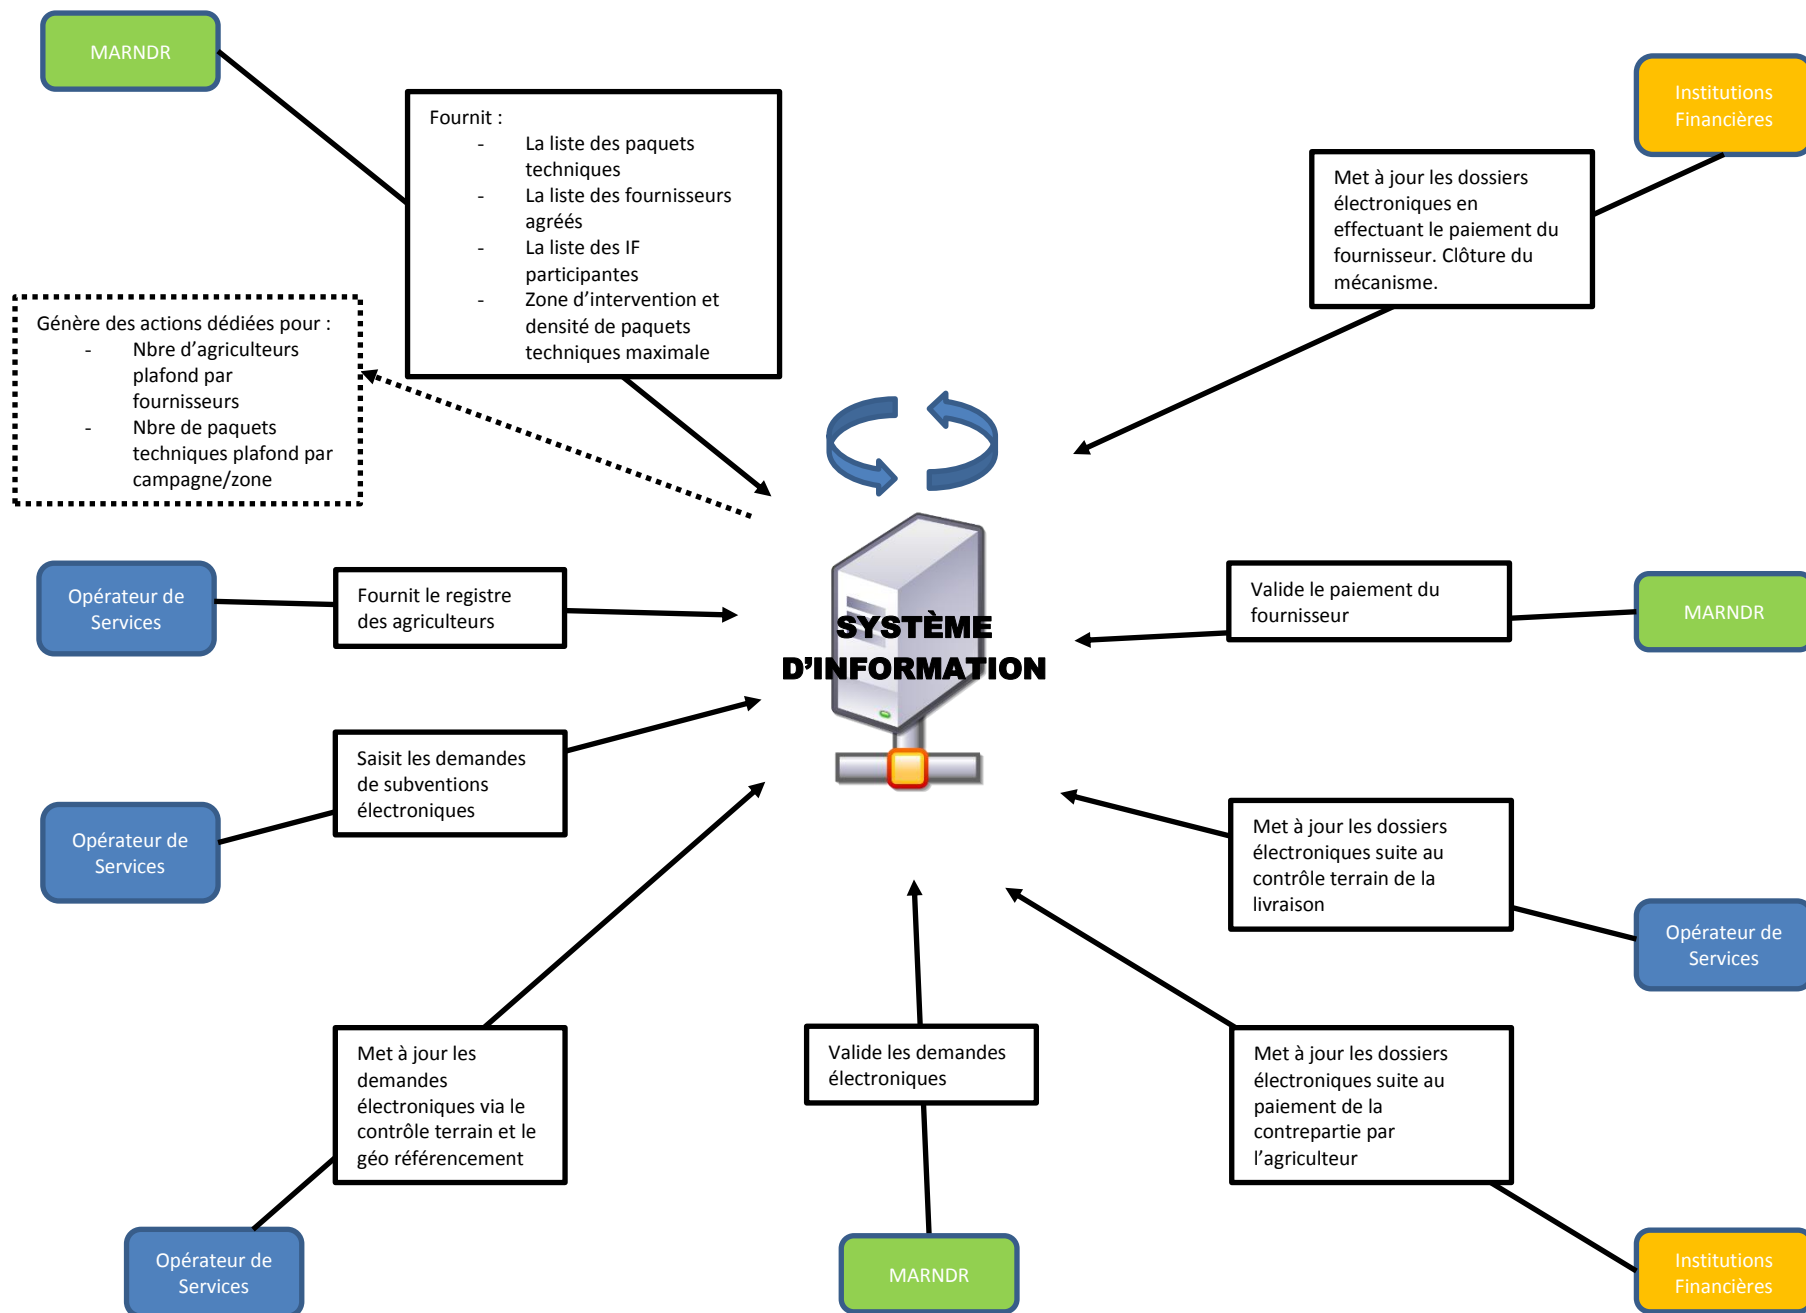 MARNDR
Fournit :
- La liste des paquets
techniques
- La liste des fournisseurs
agréés
- La liste des IF
participantes
- Zone d’intervention et
densité de paquets
techniques maximale
Institutions
Financières
Met à jour les dossiers
électroniques en
effectuant le paiement du
fournisseur. Clôture du
mécanisme.
Génère des actions dédiées pour :
- Nbre d’agriculteurs
plafond par
fournisseurs
- Nbre de paquets
techniques plafond par
campagne/zone
Opérateur de
Services
Fournit le registre
des agriculteurs
SYSTÈME
D’INFORMATION
Valide le paiement du
fournisseur
MARNDR
Saisit les demandes
de subventions
électroniques
Opérateur de
Services
Met à jour les dossiers
électroniques suite au
contrôle terrain de la
livraison
Opérateur de
Services
Met à jour les
demandes
électroniques via le
contrôle terrain et le
géo référencement
Opérateur de
Services
Valide les demandes
électroniques
MARNDR
Met à jour les dossiers
électroniques suite au
paiement de la
contrepartie par
l’agriculteur
Institutions
Financières